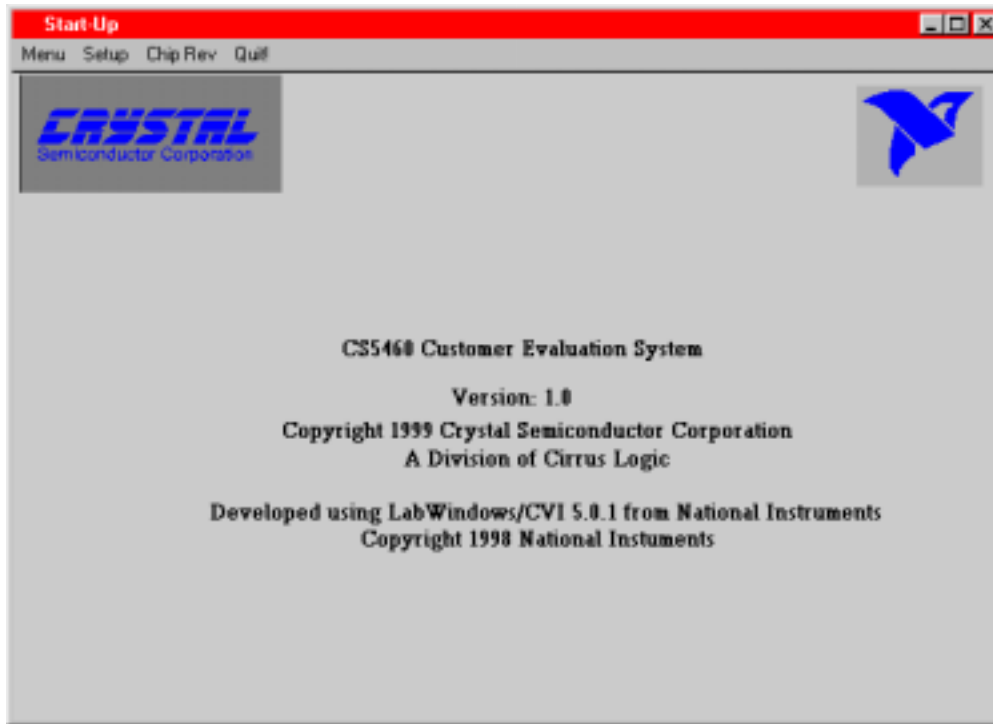 Start-Up
Menu Setup Chip Rev Quit!
CRYSTAL
Semiconductor Corporation
CS5460 Customer Evaluation System
Version: 1.0
Copyright 1999 Crystal Semiconductor Corporation
A Division of Cirrus Logic
Developed using LabWindows/CVI 5.0.1 from National Instruments
Copyright 1998 National Instuments